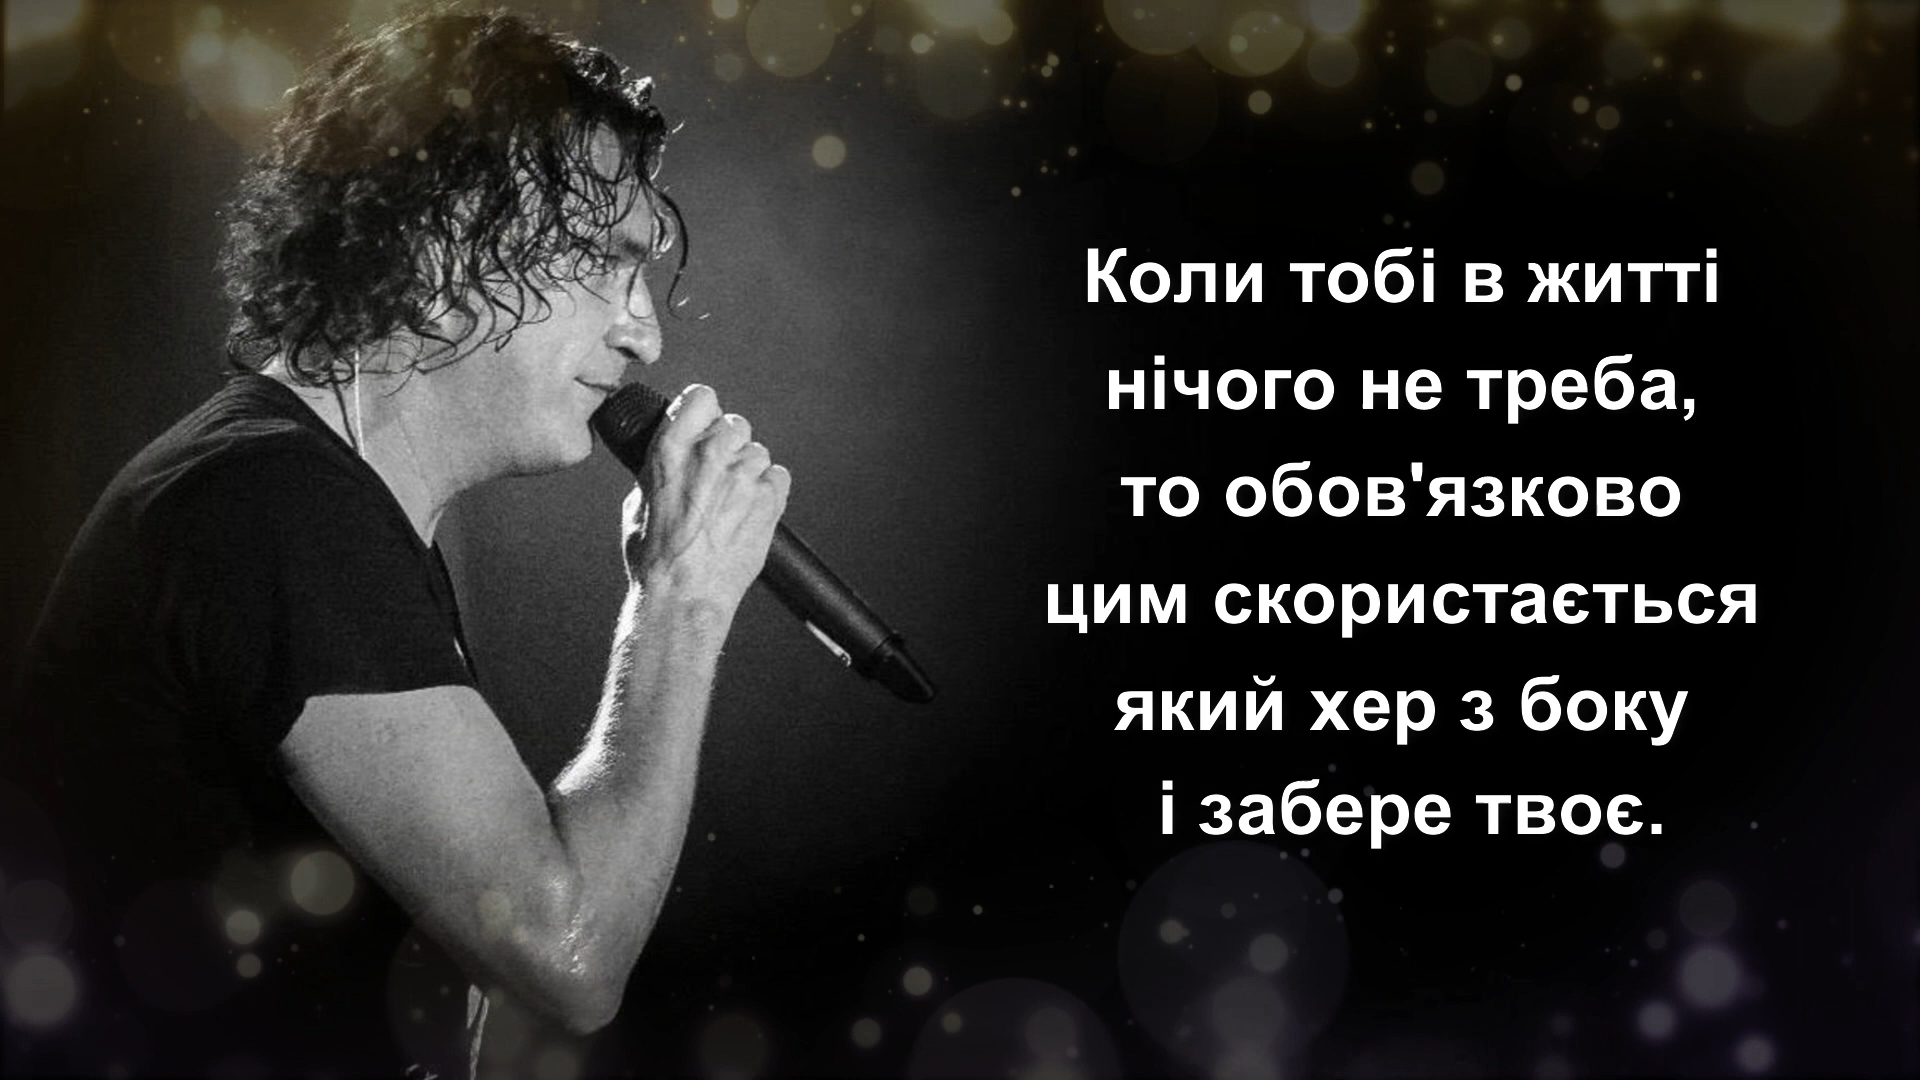 Коли тобі в житті
нічого не треба,
то обов'язково
цим скористається
який хер з боку
і забере твоє.